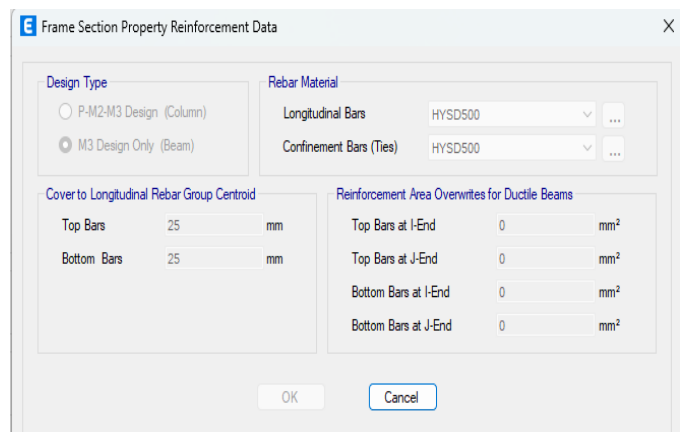 E Frame Section Property Reinforcement Data X
Design Type
P-M2-M3 Design (Column)
M3 Design Only (Beam)
Rebar Material
Longitudinal Bars HYSD500 ...
Confinement Bars (Ties) HYSD500 ...
Cover to Longitudinal Rebar Group Centroid
Top Bars 25 mm
Bottom Bars 25 mm
Reinforcement Area Overwrites for Ductile Beams
Top Bars at I-End 0 mm²
Top Bars at J-End 0 mm²
Bottom Bars at I-End 0 mm²
Bottom Bars at J-End 0 mm²
OK Cancel